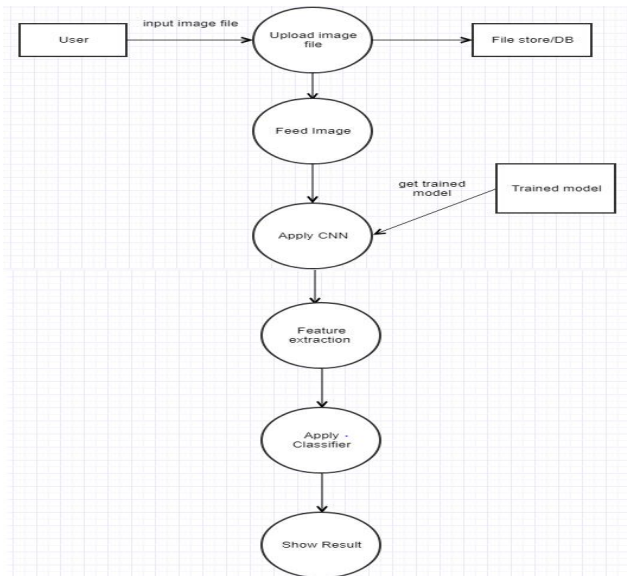 input image file
User
Upload image
file
File store/DB
Feed Image
get trained
model
Trained model
Apply CNN
Feature
extraction
Apply -
Classifier
Show Result